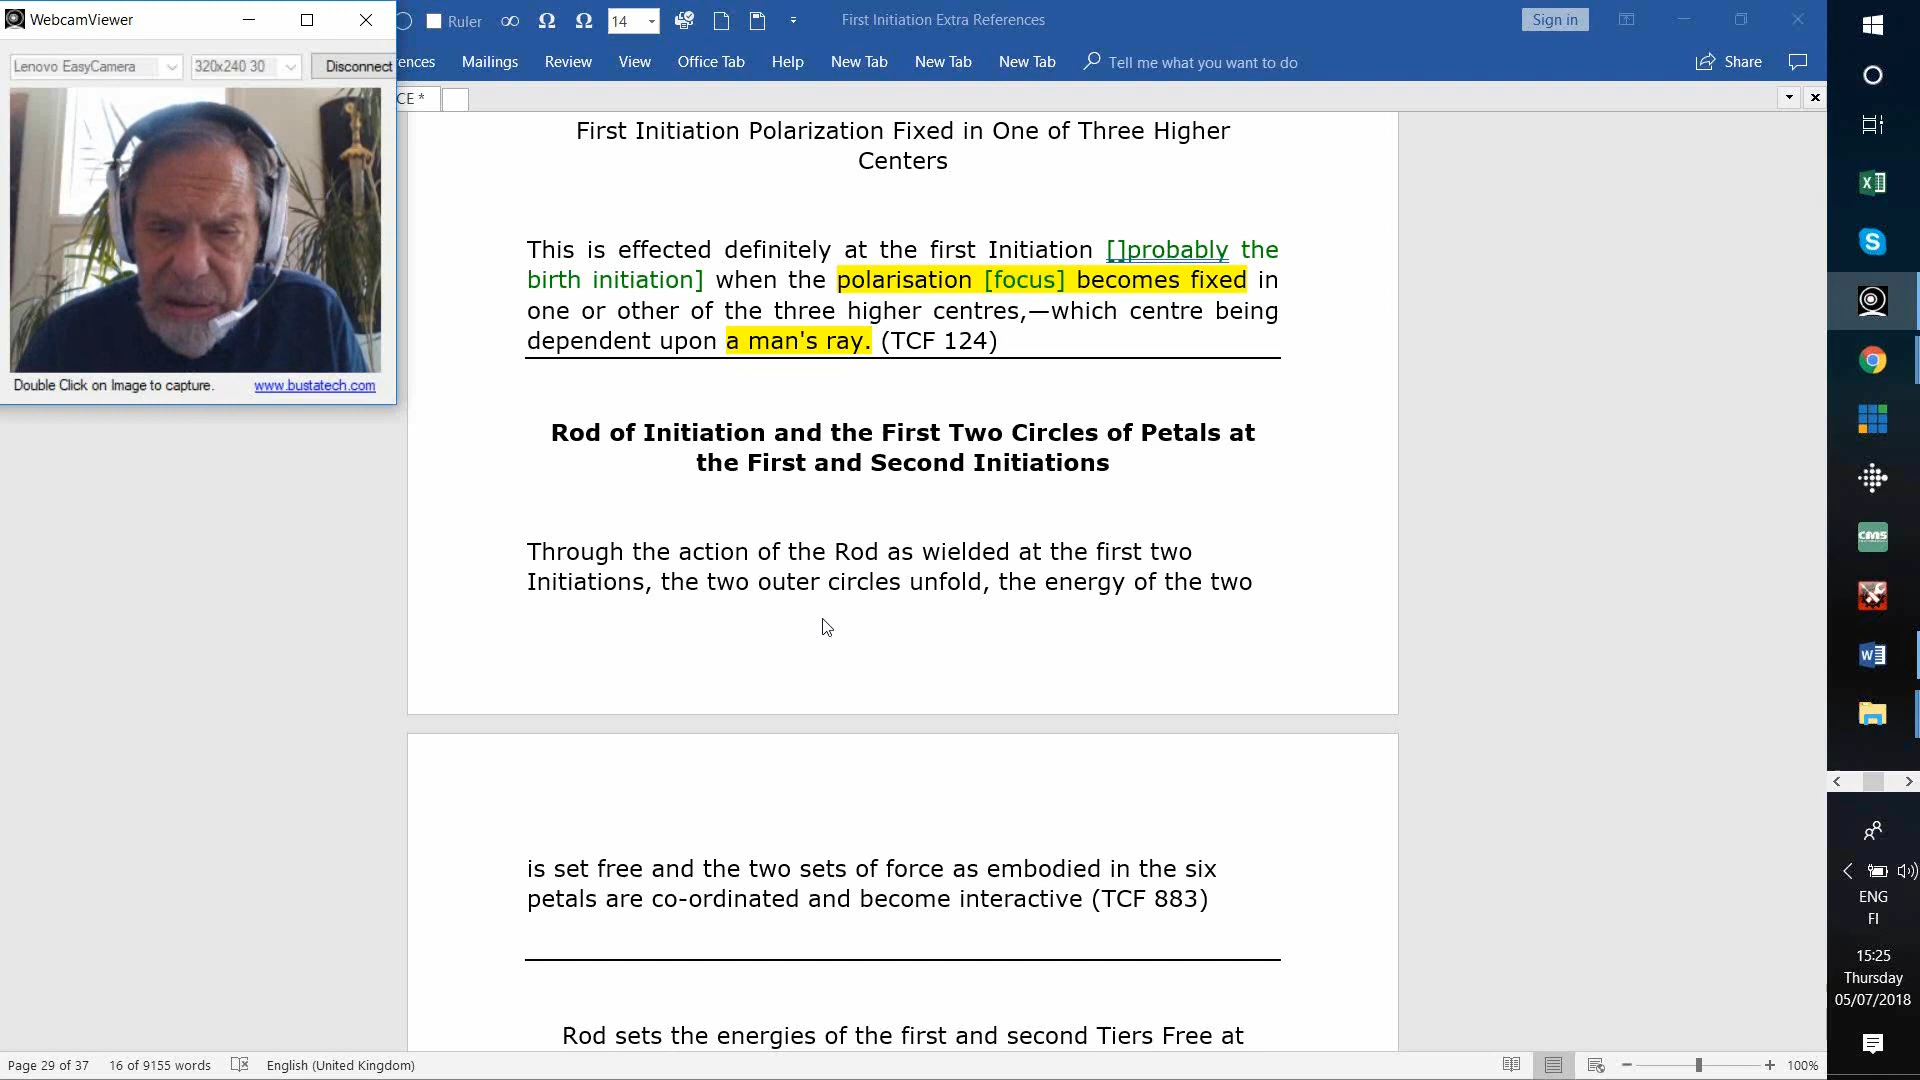 WebcamViewer
Lenovo EasyCamera
320x240 30
Disconnect
Double Click on Image to capture.
www.bustatech.com
Ruler
14
First Initiation Extra References
Sign in
ences
Mailings
Review
View
Office Tab
Help
New Tab
New Tab
New Tab
Tell me what you want to do
Share
CE *
First Initiation Polarization Fixed in One of Three Higher
Centers
This is effected definitely at the first Initiation []probably the
birth initiation] when the polarisation [focus] becomes fixed in
one or other of the three higher centres,—which centre being
dependent upon a man's ray. (TCF 124)
Rod of Initiation and the First Two Circles of Petals at
the First and Second Initiations
Through the action of the Rod as wielded at the first two
Initiations, the two outer circles unfold, the energy of the two
is set free and the two sets of force as embodied in the six
petals are co-ordinated and become interactive (TCF 883)
Rod sets the energies of the first and second Tiers Free at
Page 29 of 37
16 of 9155 words
English (United Kingdom)
100%
cms
ENG
FI
15:25
Thursday
05/07/2018